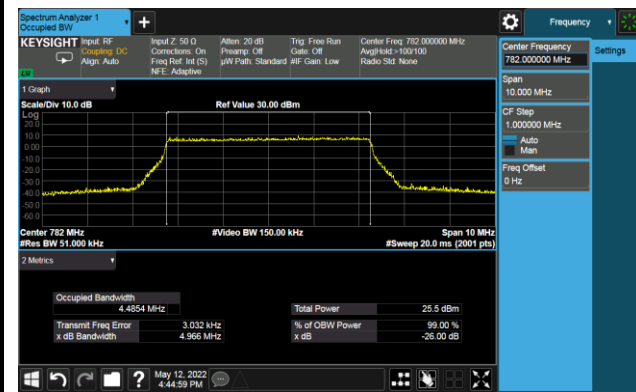 Spectrum Analyzer 1
Occupied BW
Frequency
KEYSIGHT
Input: RF
Coupling: DC
Align: Auto
Input Z: 50 Ω
Corrections: On
Freq Ref: Int (S)
NFE: Adaptive
Atten: 20 dB
Preamp: Off
µW Path: Standard
Trig: Free Run
Gate: Off
#IF Gain: Low
Center Freq: 782.000000 MHz
Avg|Hold:>100/100
Radio Std: None
Center Frequency
782.000000 MHz
Settings
Span
10.000 MHz
CF Step
1.000000 MHz
Auto
Man
Freq Offset
0 Hz
1 Graph
Scale/Div 10.0 dB
Ref Value 30.00 dBm
Log
20.0
10.0
0.00
-10.0
-20.0
-30.0
-40.0
-50.0
-60.0
Center 782 MHz
#Video BW 150.00 kHz
Span 10 MHz
#Res BW 51.000 kHz
#Sweep 20.0 ms (2001 pts)
2 Metrics
Occupied Bandwidth
4.4854 MHz
Total Power
25.5 dBm
Transmit Freq Error
3.032 kHz
% of OBW Power
99.00 %
x dB Bandwidth
4.966 MHz
x dB
-26.00 dB
?
May 12, 2022
4:44:59 PM